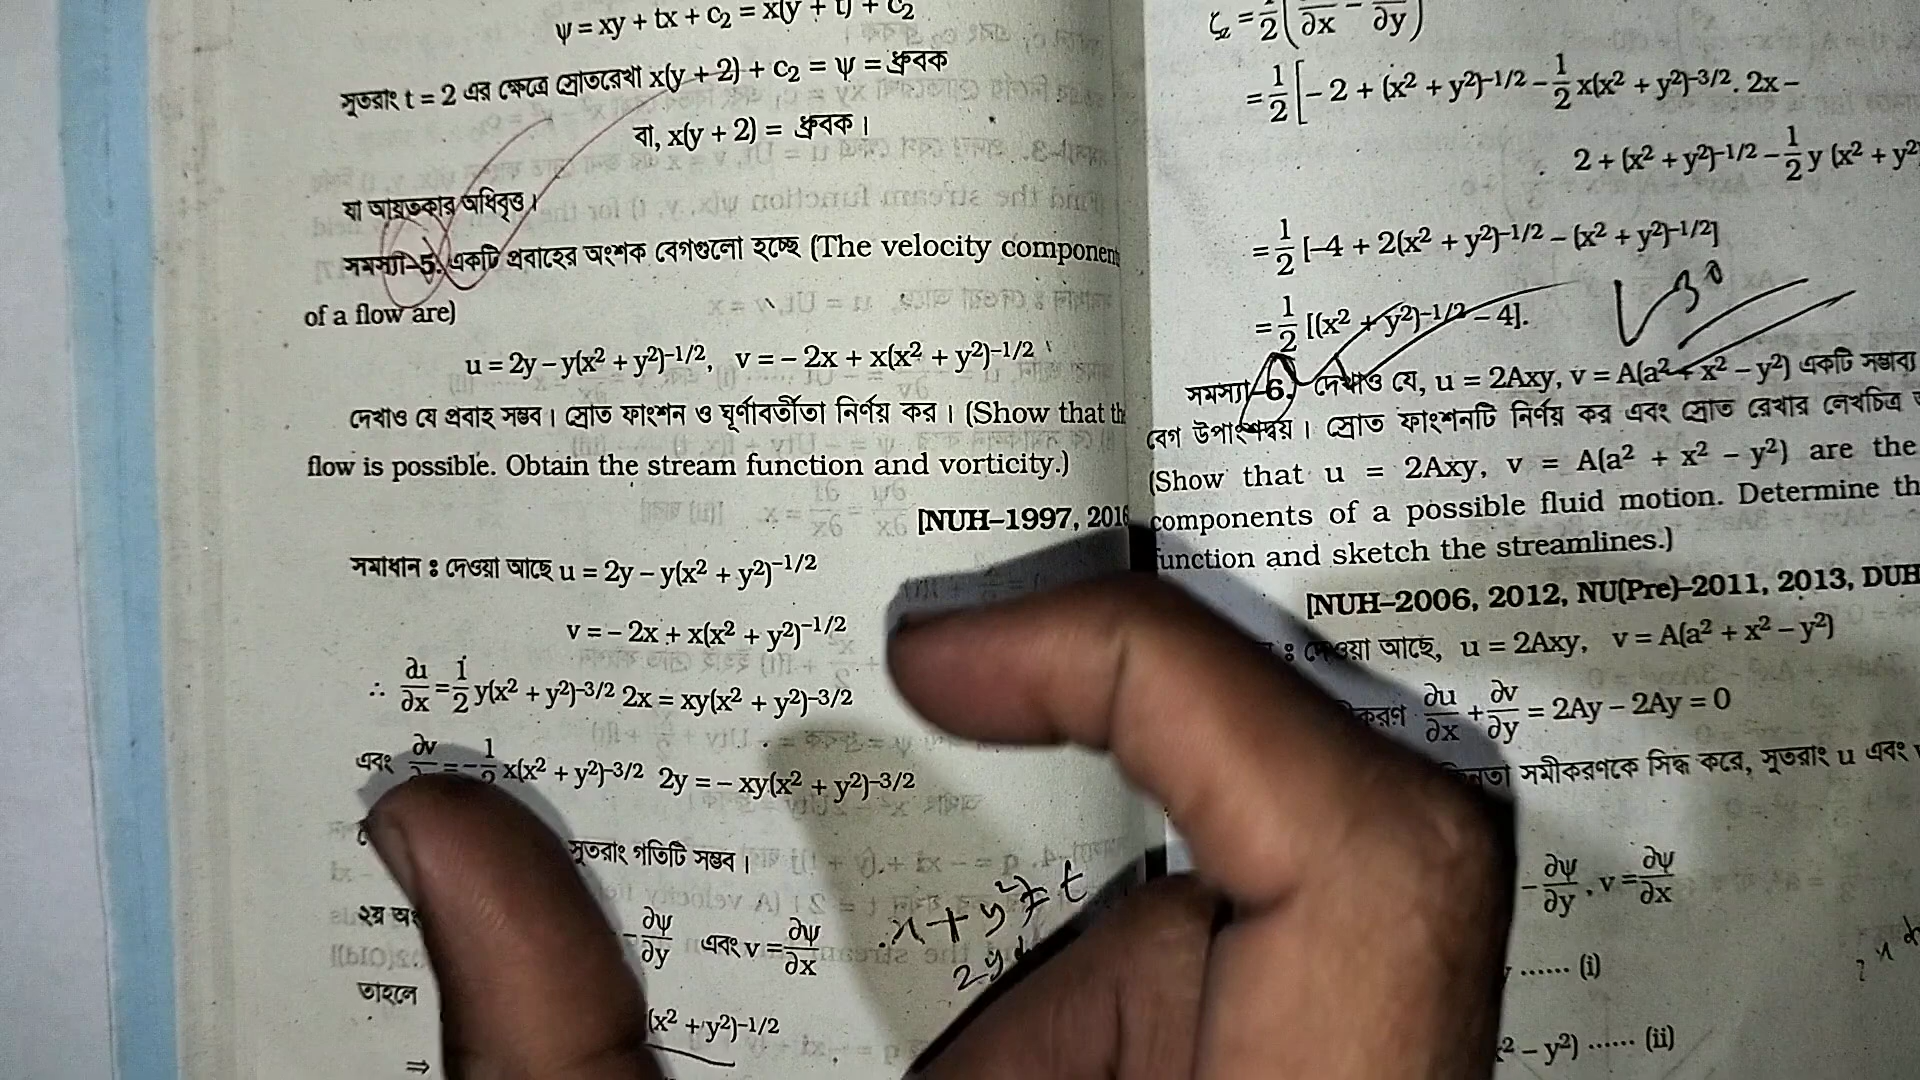 ψ = xy + tx + c₂ = x(y + t) + c₂
সুতরাং t = 2 এর ক্ষেত্রে স্রোতরেখা x(y + 2) + c₂ = ψ = ধ্রুবক
বা, x(y + 2) = ধ্রুবক।
যা আয়তকার অধিবৃত্ত।
সমস্যা-5. একটি প্রবাহের অংশক বেগগুলো হচ্ছে (The velocity component
of a flow are)
u = 2y – y(x² + y²)^–1/2, v = – 2x + x(x² + y²)^–1/2
দেখাও যে প্রবাহ সম্ভব। স্রোত ফাংশন ও ঘূর্ণাবর্তীতা নির্ণয় কর। (Show that th
flow is possible. Obtain the stream function and vorticity.)
[NUH–1997, 2016
সমাধান : দেওয়া আছে u = 2y – y(x² + y²)^–1/2
v = – 2x + x(x² + y²)^–1/2
∴ ∂u/∂x = 1/2 y(x² + y²)^–3/2 2x = xy(x² + y²)^–3/2
এবং ∂v = – 1/2 x(x² + y²)^–3/2 2y = – xy(x² + y²)^–3/2
সুতরাং গতিটি সম্ভব।
x + y² = t
২য়
– ∂ψ/∂y এবং v = ∂ψ/∂x
2y
তাহলে
(x² + y²)^–1/2
⇒
= 1/2 [– 2 + (x² + y²)^–1/2 – 1/2 x(x² + y²)^–3/2 . 2x –
2 + (x² + y²)^–1/2 – 1/2 y (x² + y²
= 1/2 [–4 + 2(x² + y²)^–1/2 – (x² + y²)^–1/2]
= 1/2 [(x² + y²)^–1/2 – 4].
সমস্যা-6. দেখাও যে, u = 2Axy, v = A(a² + x² – y²) একটি সম্ভাব্য
বেগ উপাংশদ্বয়। স্রোত ফাংশনটি নির্ণয় কর এবং স্রোত রেখার লেখচিত্র
(Show that u = 2Axy, v = A(a² + x² – y²) are the
components of a possible fluid motion. Determine th
function and sketch the streamlines.)
[NUH–2006, 2012, NU(Pre)–2011, 2013, DUH
: দেওয়া আছে, u = 2Axy, v = A(a² + x² – y²)
∂u/∂x + ∂v/∂y = 2Ay – 2Ay = 0
সমীকরণকে সিদ্ধ করে, সুতরাং u এবং v
– ∂ψ/∂y , v = ∂ψ/∂x
...... (i)
² – y²) ...... (ii)